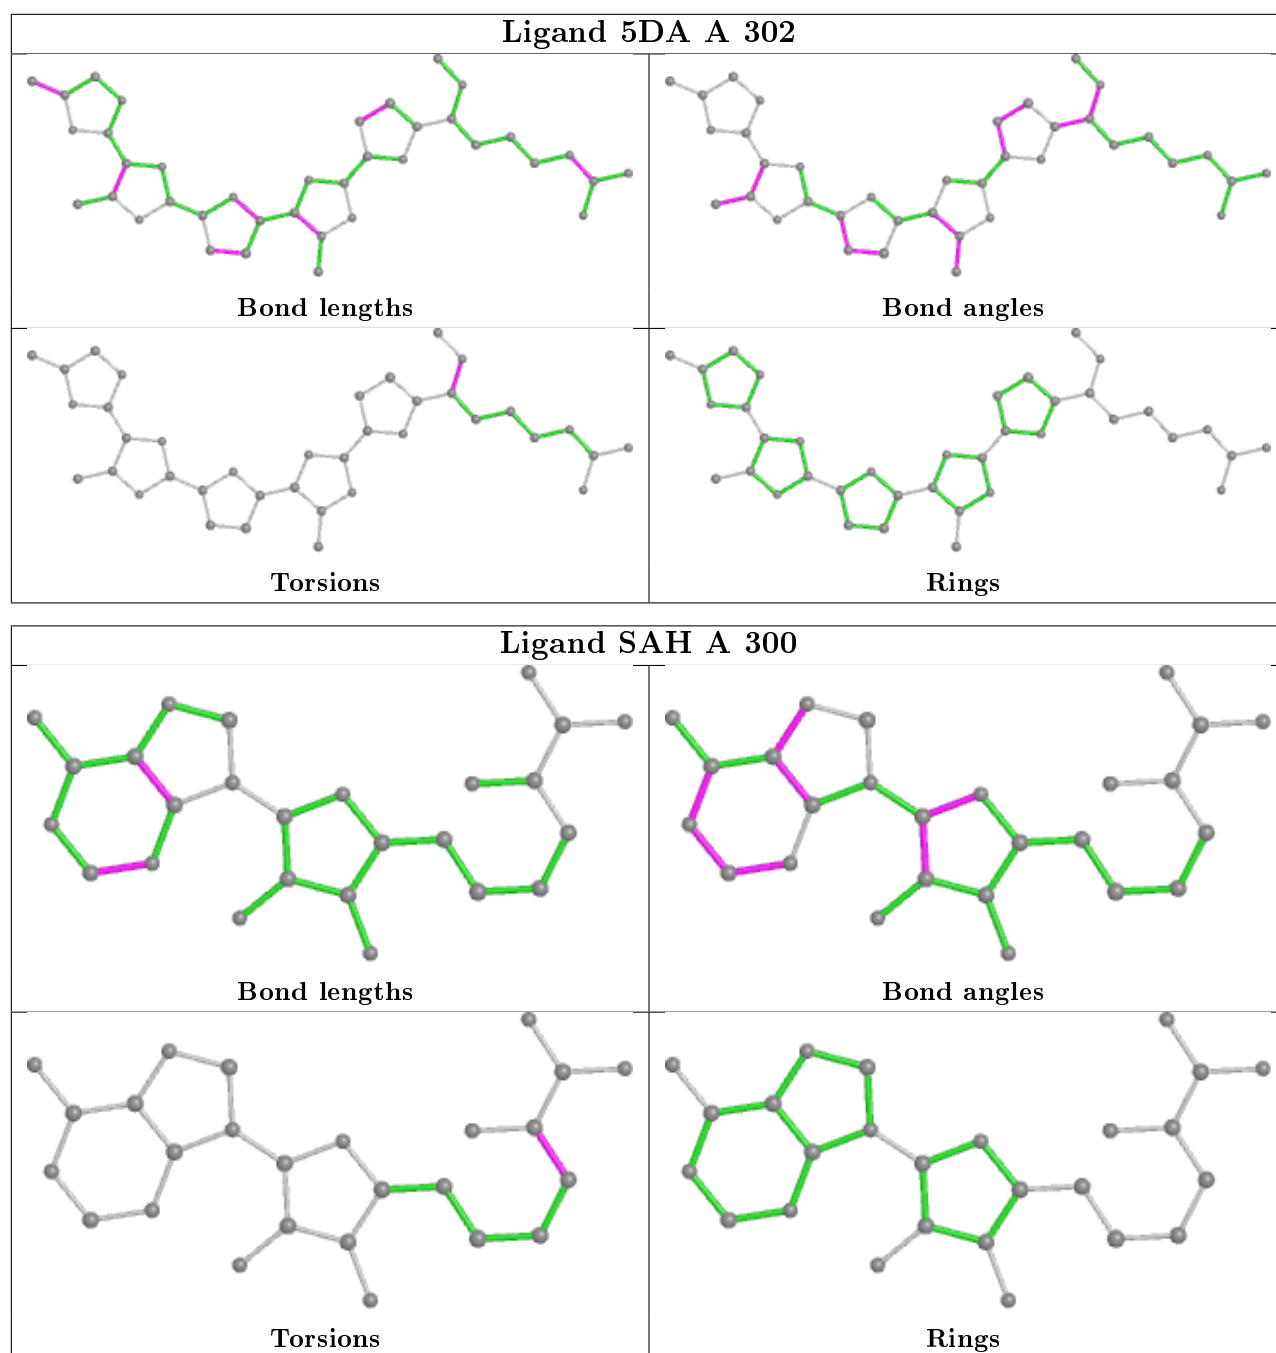 Ligand 5DA A 302
Bond lengths
Bond angles
Torsions
Rings
Ligand SAH A 300
Bond lengths
Bond angles
Torsions
Rings